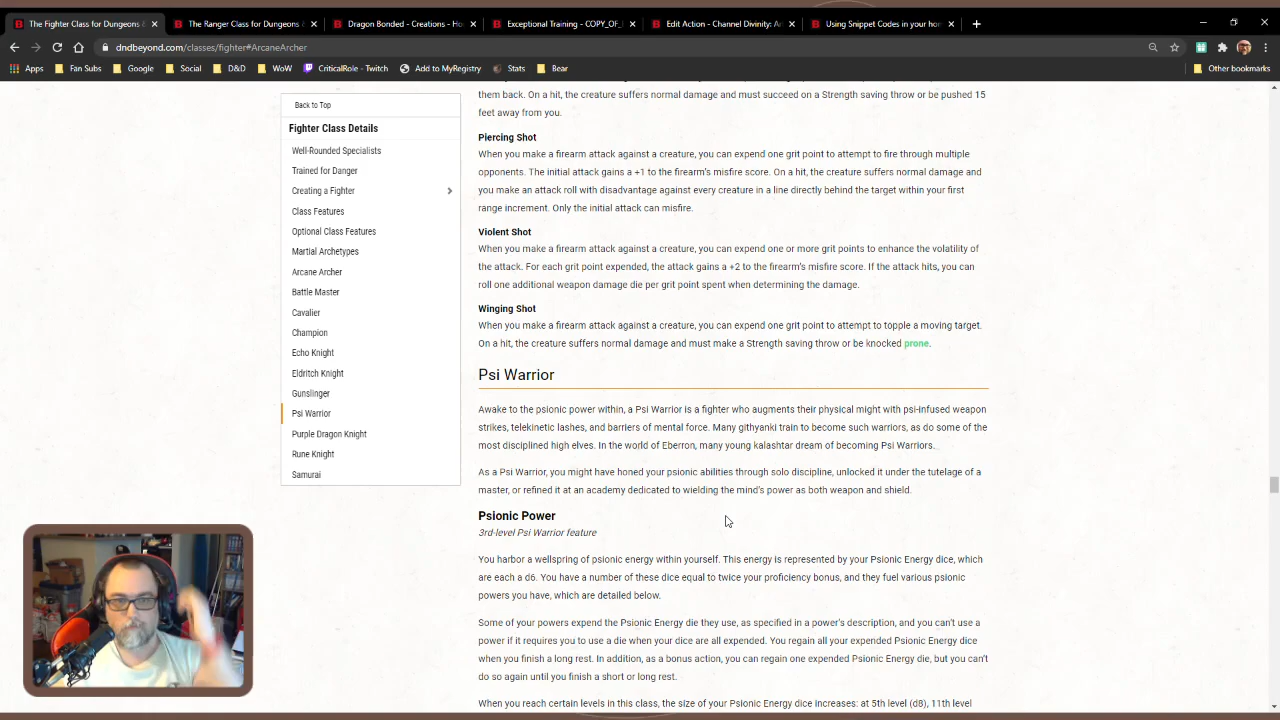 The Fighter Class for Dungeons &
The Ranger Class for Dungeons &
Dragon Bonded - Creations - Ho
Exceptional Training - COPY_OF_
Edit Action - Channel Divinity: A
Using Snippet Codes in your ho
dndbeyond.com/classes/fighter#ArcaneArcher
Apps
Fan Subs
Google
Social
D&D
WoW
CriticalRole - Twitch
Add to MyRegistry
Stats
Bear
Other bookmarks
Back to Top
Fighter Class Details
Well-Rounded Specialists
Trained for Danger
Creating a Fighter
Class Features
Optional Class Features
Martial Archetypes
Arcane Archer
Battle Master
Cavalier
Champion
Echo Knight
Eldritch Knight
Gunslinger
Psi Warrior
Purple Dragon Knight
Rune Knight
Samurai
them back. On a hit, the creature suffers normal damage and must succeed on a Strength saving throw or be pushed 15
feet away from you.
Piercing Shot
When you make a firearm attack against a creature, you can expend one grit point to attempt to fire through multiple
opponents. The initial attack gains a +1 to the firearm's misfire score. On a hit, the creature suffers normal damage and
you make an attack roll with disadvantage against every creature in a line directly behind the target within your first
range increment. Only the initial attack can misfire.
Violent Shot
When you make a firearm attack against a creature, you can expend one or more grit points to enhance the volatility of
the attack. For each grit point expended, the attack gains a +2 to the firearm's misfire score. If the attack hits, you can
roll one additional weapon damage die per grit point spent when determining the damage.
Winging Shot
When you make a firearm attack against a creature, you can expend one grit point to attempt to topple a moving target.
On a hit, the creature suffers normal damage and must make a Strength saving throw or be knocked prone.
Psi Warrior
Awake to the psionic power within, a Psi Warrior is a fighter who augments their physical might with psi-infused weapon
strikes, telekinetic lashes, and barriers of mental force. Many githyanki train to become such warriors, as do some of the
most disciplined high elves. In the world of Eberron, many young kalashtar dream of becoming Psi Warriors.
As a Psi Warrior, you might have honed your psionic abilities through solo discipline, unlocked it under the tutelage of a
master, or refined it at an academy dedicated to wielding the mind's power as both weapon and shield.
Psionic Power
3rd-level Psi Warrior feature
You harbor a wellspring of psionic energy within yourself. This energy is represented by your Psionic Energy dice, which
are each a d6. You have a number of these dice equal to twice your proficiency bonus, and they fuel various psionic
powers you have, which are detailed below.
Some of your powers expend the Psionic Energy die they use, as specified in a power's description, and you can't use a
power if it requires you to use a die when your dice are all expended. You regain all your expended Psionic Energy dice
when you finish a long rest. In addition, as a bonus action, you can regain one expended Psionic Energy die, but you can't
do so again until you finish a short or long rest.
When you reach certain levels in this class, the size of your Psionic Energy dice increases: at 5th level (d8), 11th level